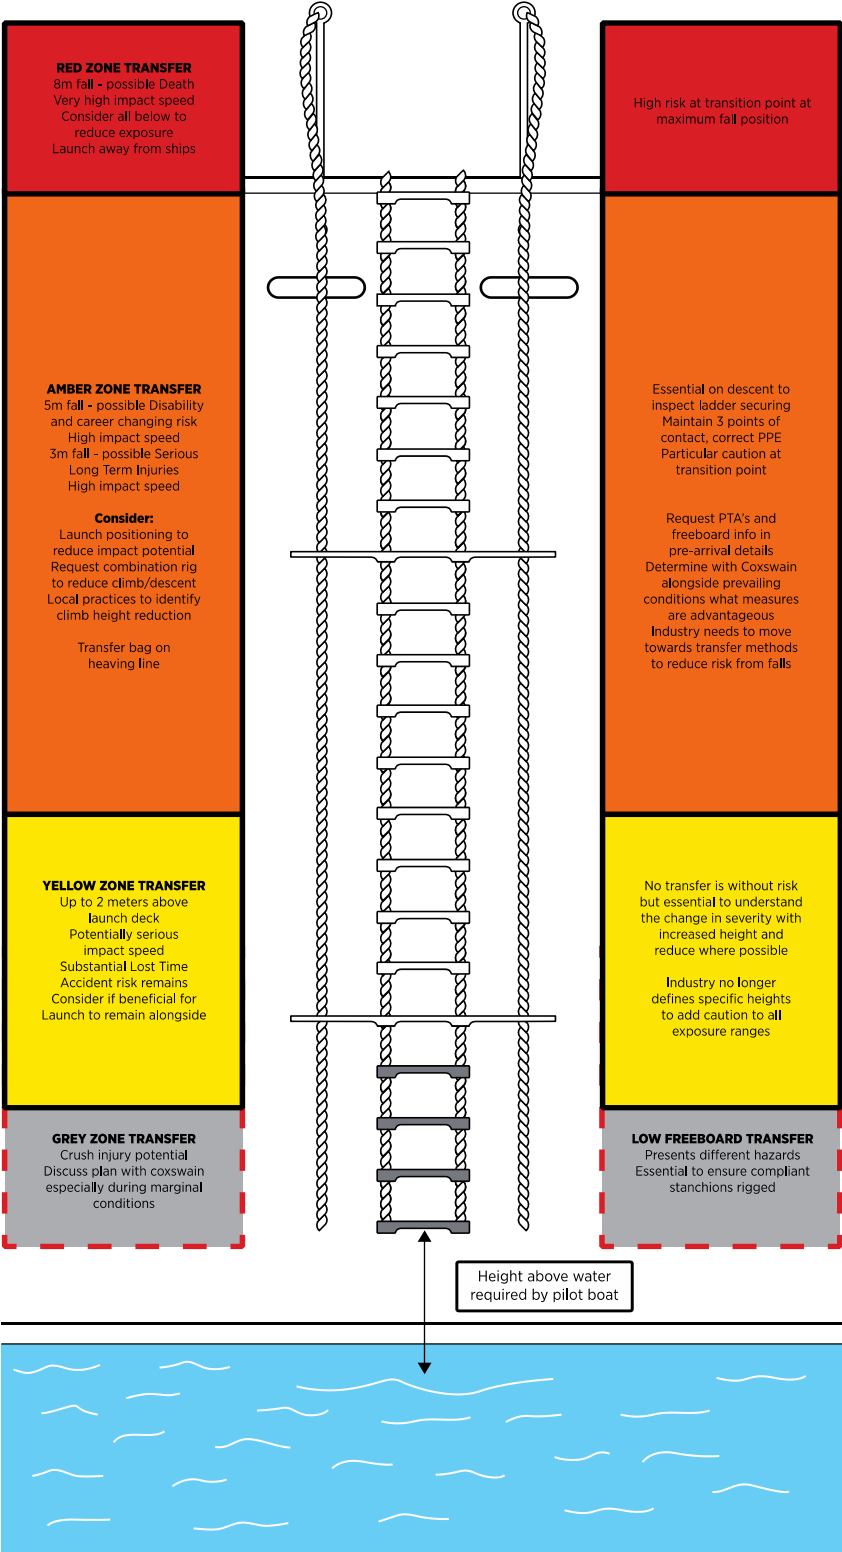 RED ZONE TRANSFER
8m fall - possible Death
Very high impact speed
Consider all below to
reduce exposure
Launch away from ships
High risk at transition point at
maximum fall position
AMBER ZONE TRANSFER
5m fall - possible Disability
and career changing risk
High impact speed
3m fall - possible Serious
Long Term Injuries
High impact speed
Consider:
Launch positioning to
reduce impact potential
Request combination rig
to reduce climb/descent
Local practices to identify
climb height reduction
Transfer bag on
heaving line
Essential on descent to
inspect ladder securing
Maintain 3 points of
contact, correct PPE
Particular caution at
transition point
Request PTA's and
freeboard info in
pre-arrival details
Determine with Coxswain
alongside prevailing
conditions what measures
are advantageous
Industry needs to move
towards transfer methods
to reduce risk from falls
YELLOW ZONE TRANSFER
Up to 2 meters above
launch deck
Potentially serious
impact speed
Substantial Lost Time
Accident risk remains
Consider if beneficial for
Launch to remain alongside
No transfer is without risk
but essential to understand
the change in severity with
increased height and
reduce where possible
Industry no longer
defines specific heights
to add caution to all
exposure ranges
GREY ZONE TRANSFER
Crush injury potential
Discuss plan with coxswain
especially during marginal
conditions
LOW FREEBOARD TRANSFER
Presents different hazards
Essential to ensure compliant
stanchions rigged
Height above water
required by pilot boat